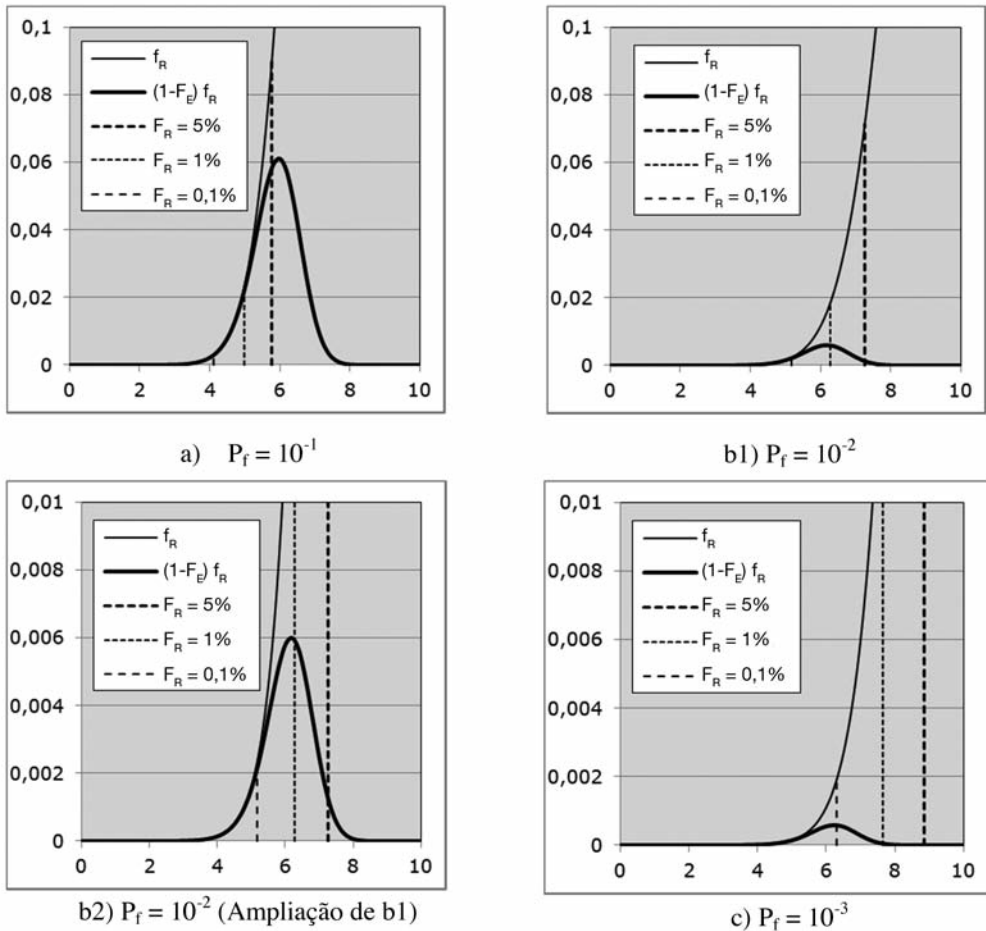 0,1
0,08
0,06
0,04
0,02
0
0 2 4 6 8 10
f_R
(1-F_E) f_R
F_R = 5%
F_R = 1%
F_R = 0,1%
a) P_f = 10^-1
0,1
0,08
0,06
0,04
0,02
0
0 2 4 6 8 10
f_R
(1-F_E) f_R
F_R = 5%
F_R = 1%
F_R = 0,1%
b1) P_f = 10^-2
0,01
0,008
0,006
0,004
0,002
0
0 2 4 6 8 10
f_R
(1-F_E) f_R
F_R = 5%
F_R = 1%
F_R = 0,1%
b2) P_f = 10^-2 (Ampliação de b1)
0,01
0,008
0,006
0,004
0,002
0
0 2 4 6 8 10
f_R
(1-F_E) f_R
F_R = 5%
F_R = 1%
F_R = 0,1%
c) P_f = 10^-3